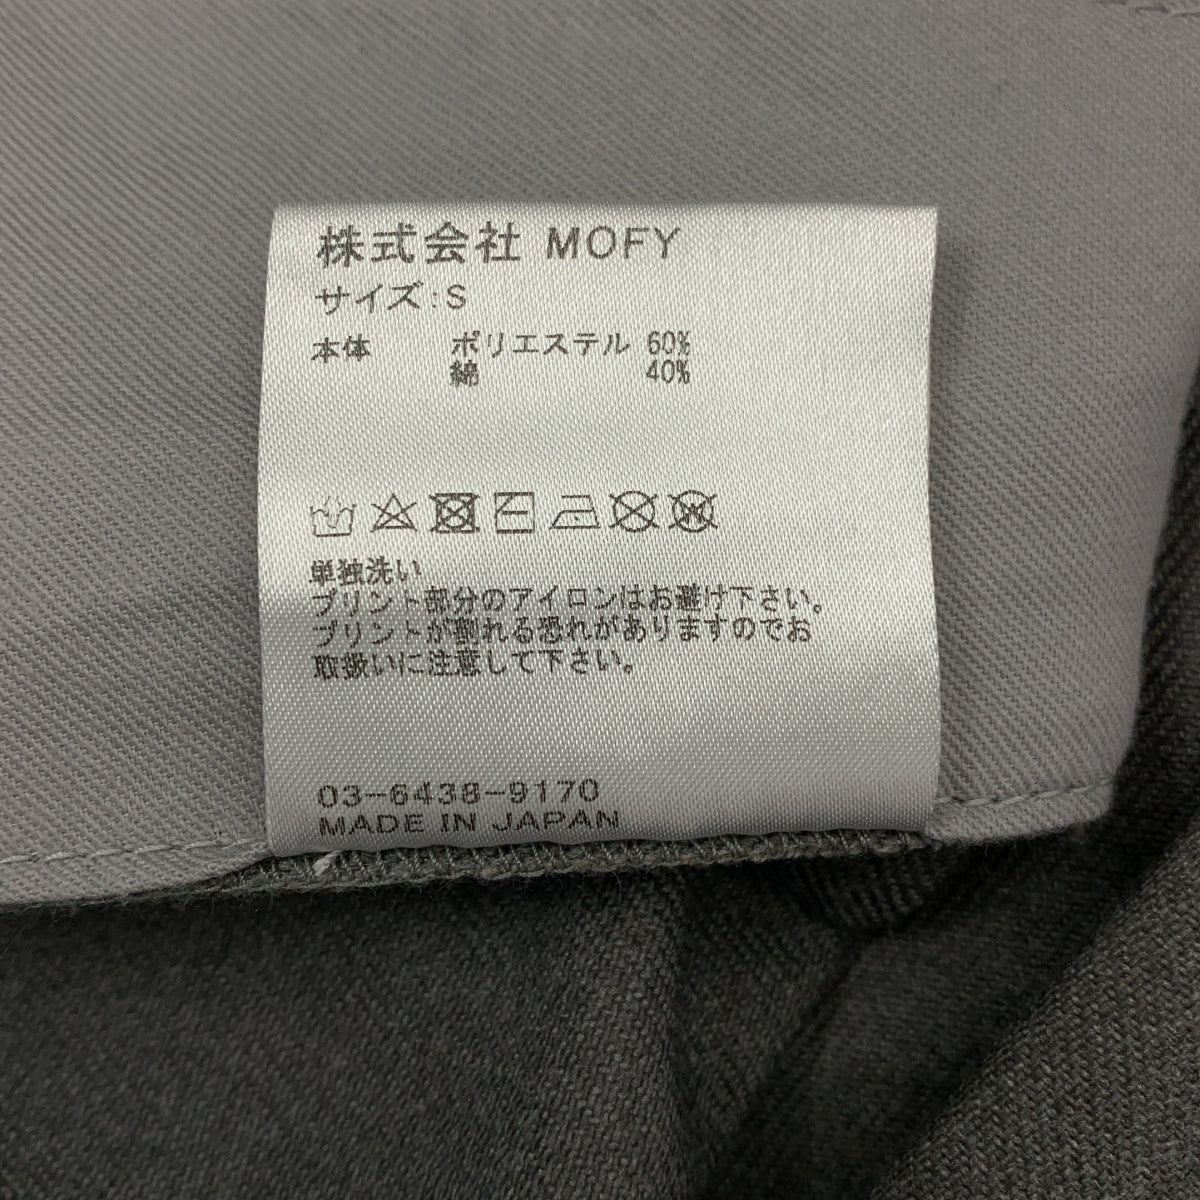 株式会社 MOFY
サイズ:S
本体 ポリエステル 60%
綿 40%
単独洗い
プリント部分のアイロンはお避け下さい。
プリントが割れる恐れがありますのでお
取扱いに注意して下さい。
03-6438-9170
MADE IN JAPAN